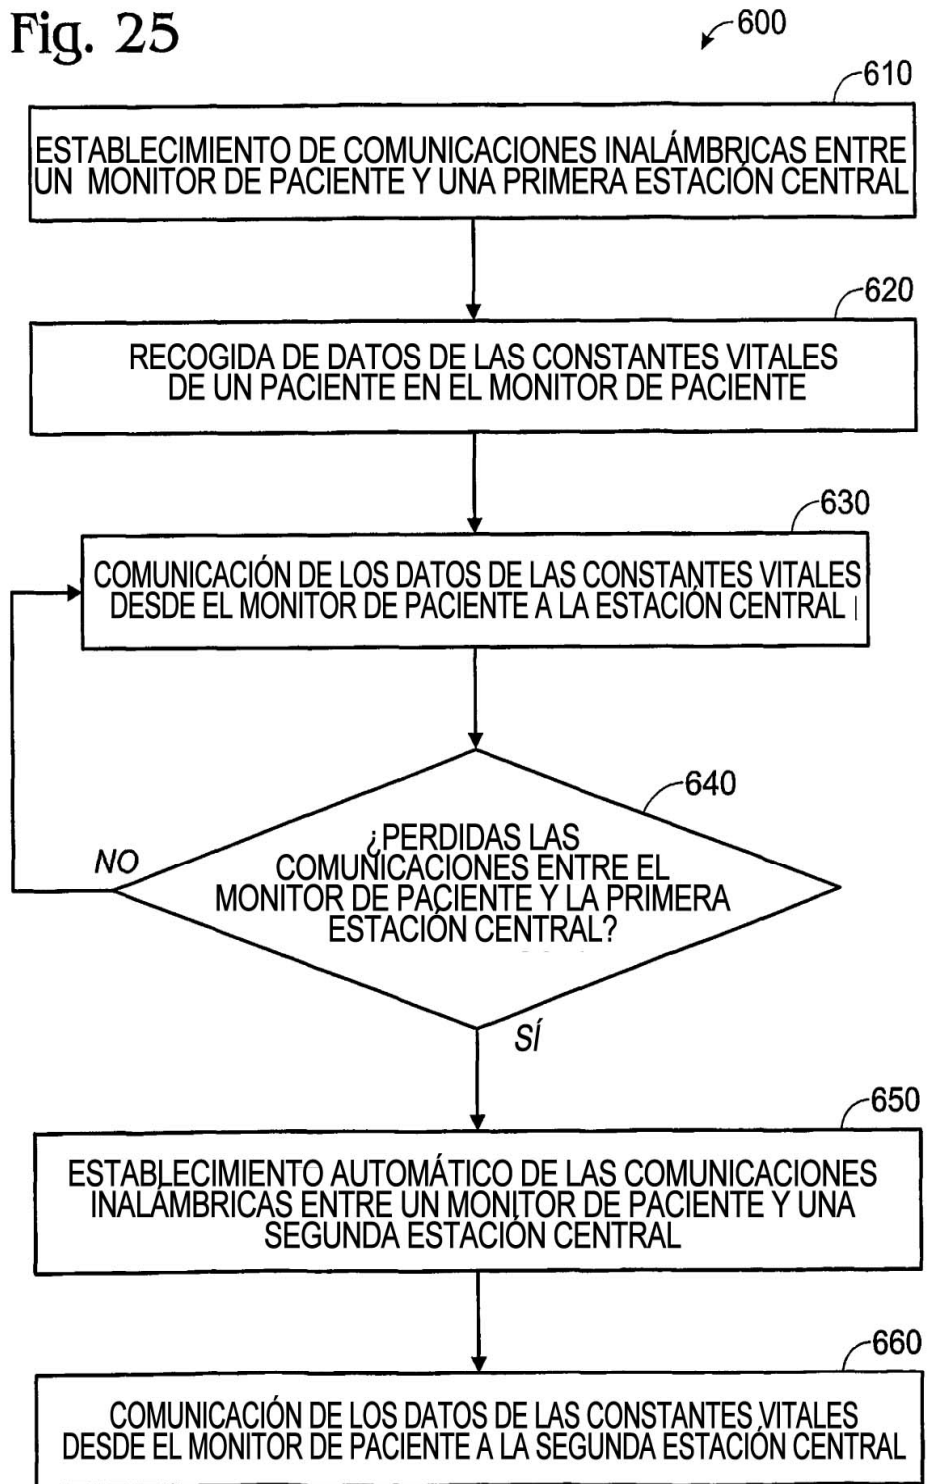 Fig. 25
600
610
ESTABLECIMIENTO DE COMUNICACIONES INALÁMBRICAS ENTRE
UN MONITOR DE PACIENTE Y UNA PRIMERA ESTACIÓN CENTRAL
620
RECOGIDA DE DATOS DE LAS CONSTANTES VITALES
DE UN PACIENTE EN EL MONITOR DE PACIENTE
630
COMUNICACIÓN DE LOS DATOS DE LAS CONSTANTES VITALES
DESDE EL MONITOR DE PACIENTE A LA ESTACIÓN CENTRAL
640
¿PERDIDAS LAS
COMUNICACIONES ENTRE EL
MONITOR DE PACIENTE Y LA PRIMERA
ESTACIÓN CENTRAL?
NO
SÍ
650
ESTABLECIMIENTO AUTOMÁTICO DE LAS COMUNICACIONES
INALÁMBRICAS ENTRE UN MONITOR DE PACIENTE Y UNA
SEGUNDA ESTACIÓN CENTRAL
660
COMUNICACIÓN DE LOS DATOS DE LAS CONSTANTES VITALES
DESDE EL MONITOR DE PACIENTE A LA SEGUNDA ESTACIÓN CENTRAL